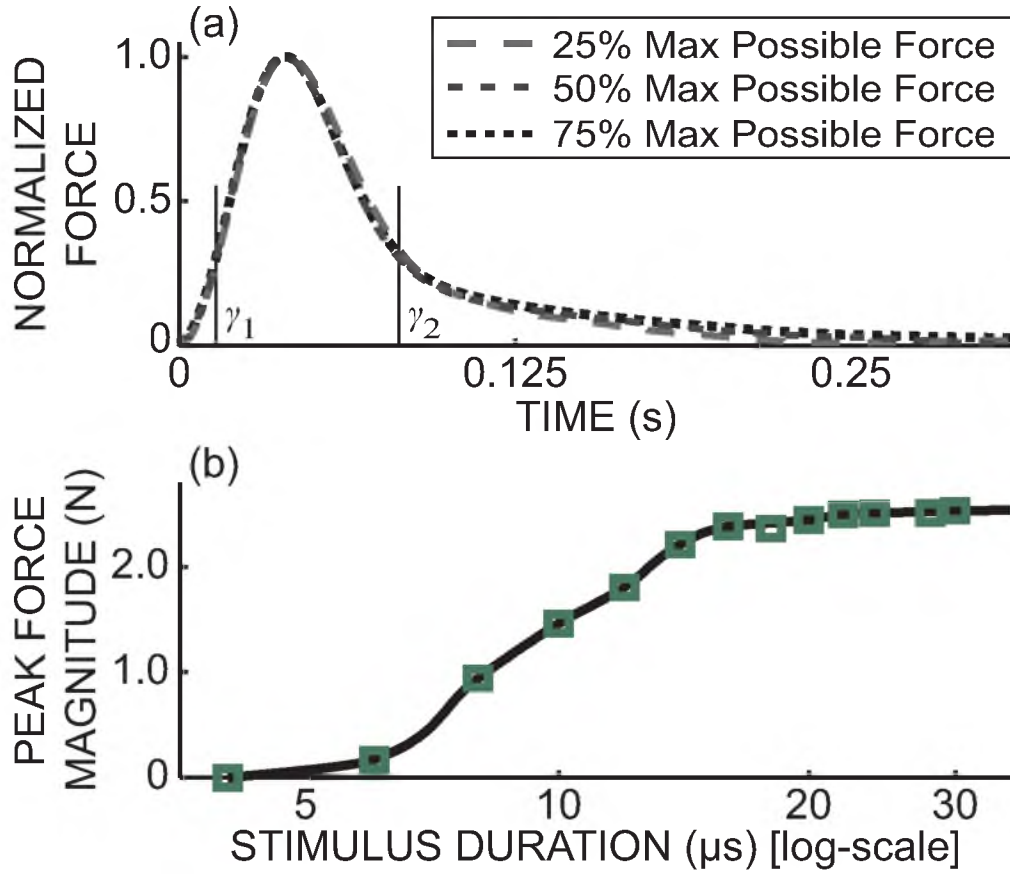 (a)
25% Max Possible Force
50% Max Possible Force
75% Max Possible Force
NORMALIZED
FORCE
1.0
0.5
0
γ1
γ2
0
0.125
0.25
TIME (s)
(b)
PEAK FORCE
MAGNITUDE (N)
2.0
1.0
0
5
10
20
30
STIMULUS DURATION (µs) [log-scale]